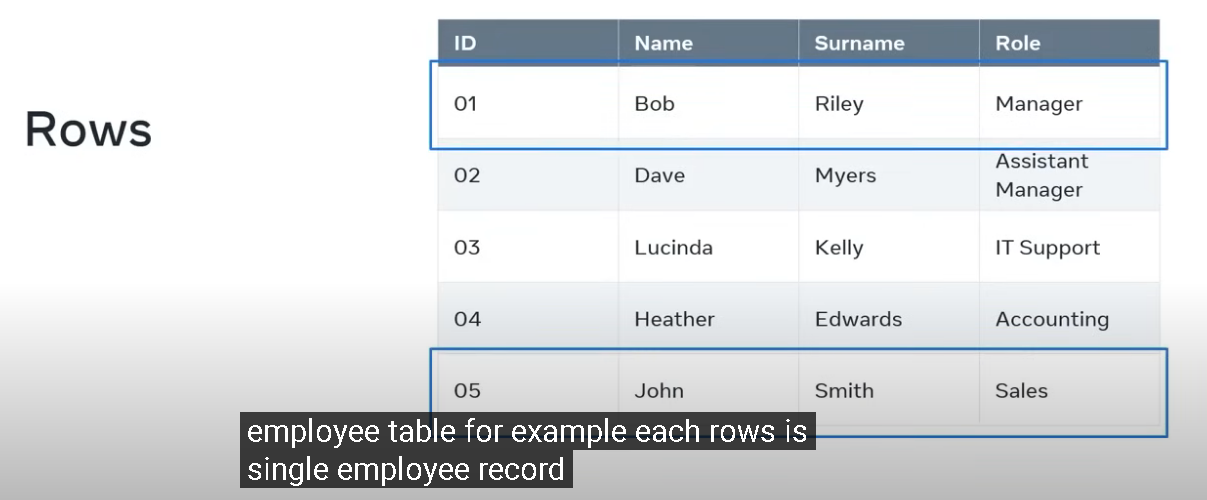 Rows
ID Name Surname Role
01 Bob Riley Manager
02 Dave Myers Assistant Manager
03 Lucinda Kelly IT Support
04 Heather Edwards Accounting
05 John Smith Sales
employee table for example each rows is
single employee record